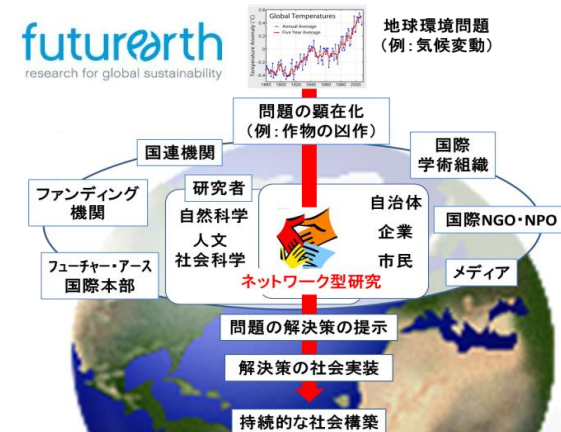 futurearth
research for global sustainability
Global Temperatures
Annual Average
Five Year Average
Temperature Anomaly (°C)
地球環境問題
(例:気候変動)
問題の顕在化
(例:作物の凶作)
国連機関
国際
学術組織
ファンディング
機関
研究者
自然科学
人文
社会科学
自治体
企業
市民
国際NGO・NPO
フューチャー・アース
国際本部
メディア
ネットワーク型研究
問題の解決策の提示
解決策の社会実装
持続的な社会構築